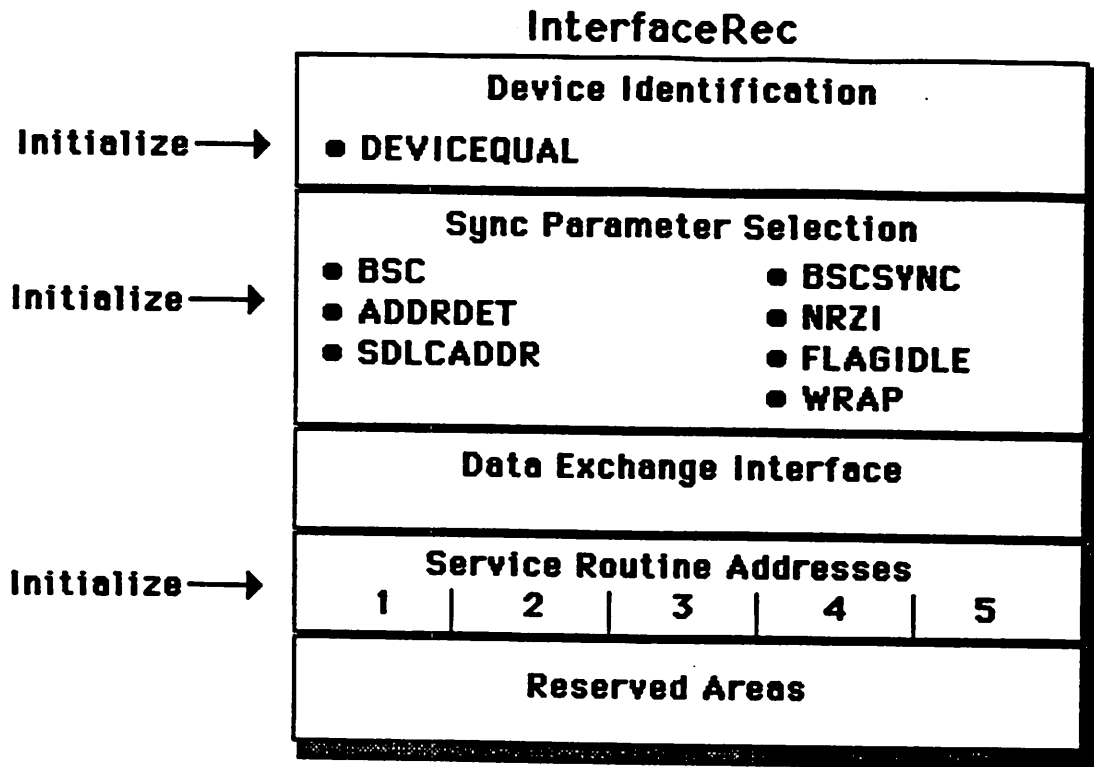 InterfaceRec
Device Identification
Initialize
• DEVICEQUAL
Sync Parameter Selection
Initialize
• BSC
• ADDRDET
• SDLCADDR
• BSCSYNC
• NRZI
• FLAGIDLE
• WRAP
Data Exchange Interface
Initialize
Service Routine Addresses
1 | 2 | 3 | 4 | 5
Reserved Areas